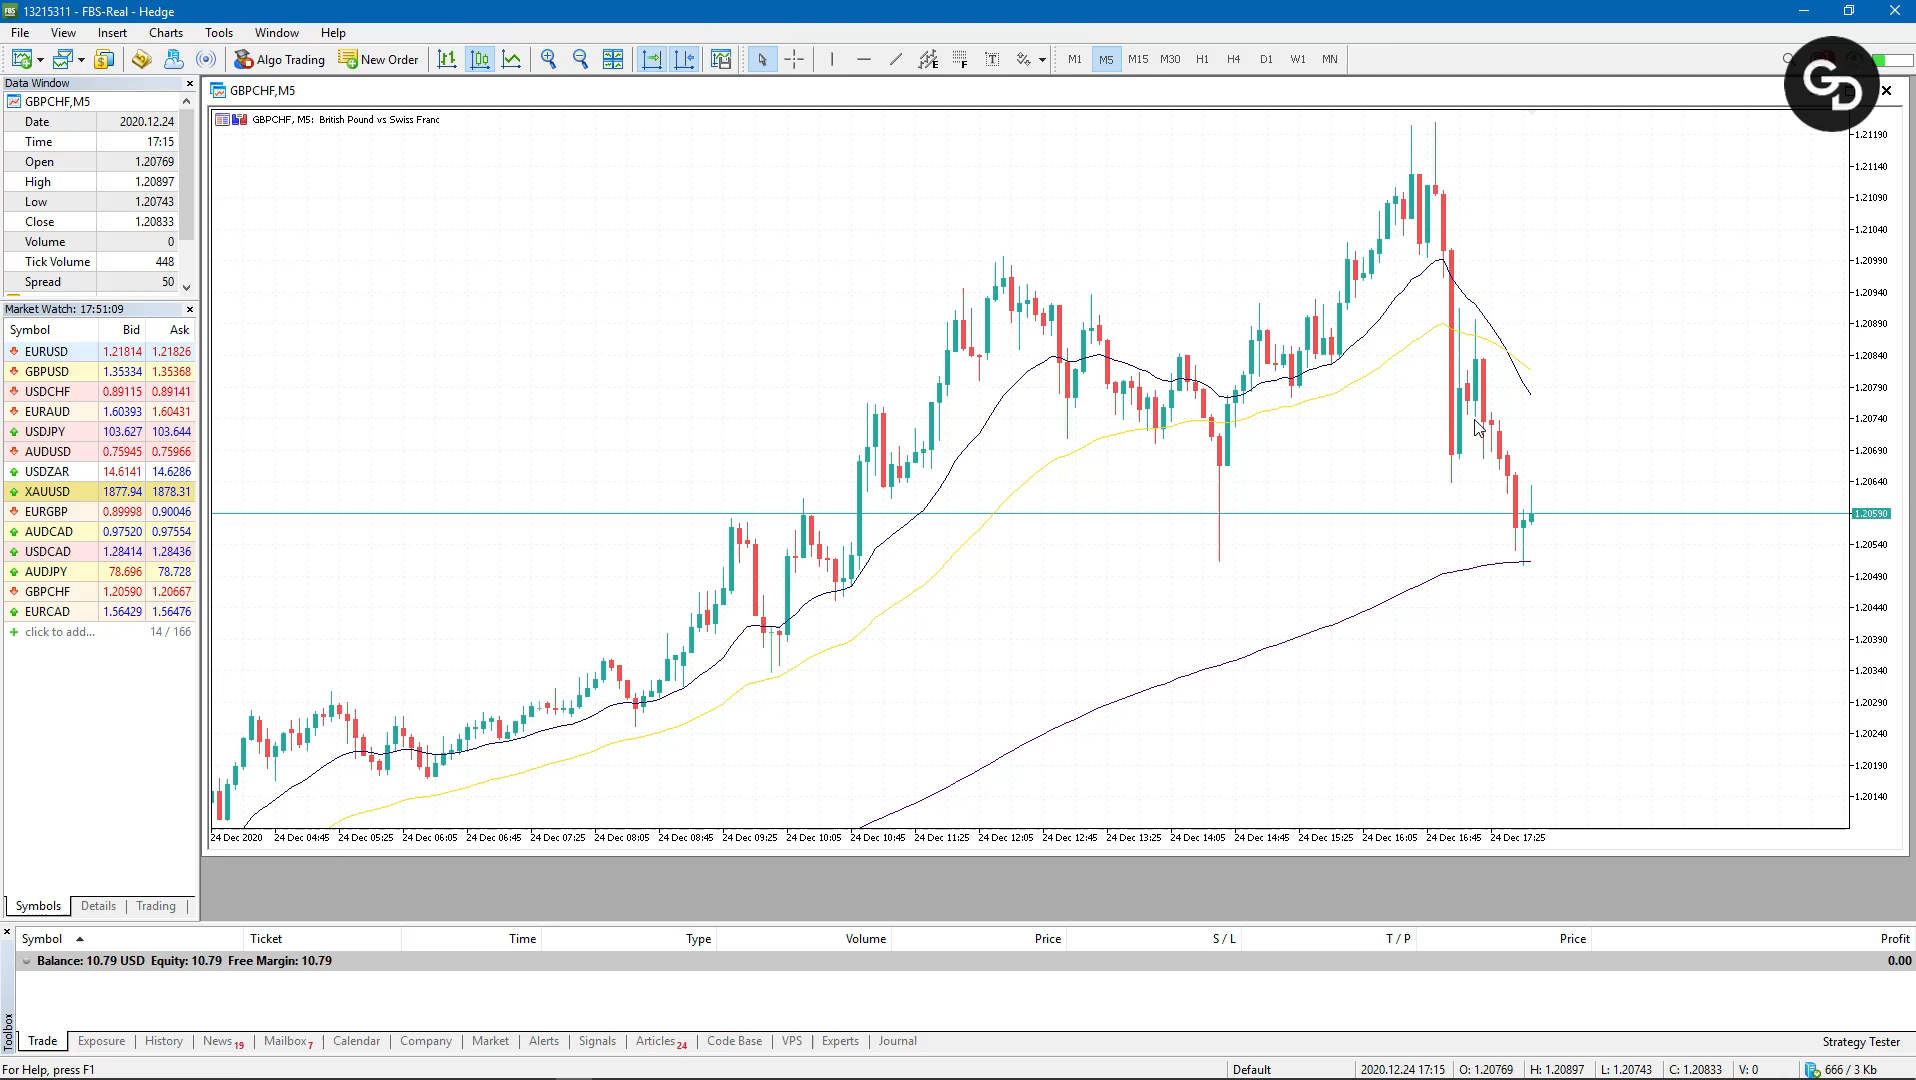 FBS 13215311 - FBS-Real - Hedge
File View Insert Charts Tools Window Help
Algo Trading New Order M1 M5 M15 M30 H1 H4 D1 W1 MN
GD
Data Window
GBPCHF,M5
Date 2020.12.24
Time 17:15
Open 1.20769
High 1.20897
Low 1.20743
Close 1.20833
Volume 0
Tick Volume 448
Spread 50
Market Watch: 17:51:09
Symbol Bid Ask
EURUSD 1.21814 1.21826
GBPUSD 1.35334 1.35368
USDCHF 0.89115 0.89141
EURAUD 1.60393 1.60431
USDJPY 103.627 103.644
AUDUSD 0.75945 0.75966
USDZAR 14.6141 14.6286
XAUUSD 1877.94 1878.31
EURGBP 0.89998 0.90046
AUDCAD 0.97520 0.97554
USDCAD 1.28414 1.28436
AUDJPY 78.696 78.728
GBPCHF 1.20590 1.20667
EURCAD 1.56429 1.56476
click to add... 14 / 166
Symbols Details Trading
GBPCHF,M5
GBPCHF, M5: British Pound vs Swiss Franc
1.21190
1.21140
1.21090
1.21040
1.20990
1.20940
1.20890
1.20840
1.20790
1.20740
1.20690
1.20640
1.20590
1.20540
1.20490
1.20440
1.20390
1.20340
1.20290
1.20240
1.20190
1.20140
24 Dec 2020 24 Dec 04:45 24 Dec 05:25 24 Dec 06:05 24 Dec 06:45 24 Dec 07:25 24 Dec 08:05 24 Dec 08:45 24 Dec 09:25 24 Dec 10:05 24 Dec 10:45 24 Dec 11:25 24 Dec 12:05 24 Dec 12:45 24 Dec 13:25 24 Dec 14:05 24 Dec 14:45 24 Dec 15:25 24 Dec 16:05 24 Dec 16:45 24 Dec 17:25
Symbol Ticket Time Type Volume Price S / L T / P Price Profit
Balance: 10.79 USD Equity: 10.79 Free Margin: 10.79 0.00
Toolbox
Trade Exposure History News 19 Mailbox 7 Calendar Company Market Alerts Signals Articles 24 Code Base VPS Experts Journal Strategy Tester
For Help, press F1 Default 2020.12.24 17:15 O: 1.20769 H: 1.20897 L: 1.20743 C: 1.20833 V: 0 666 / 3 Kb